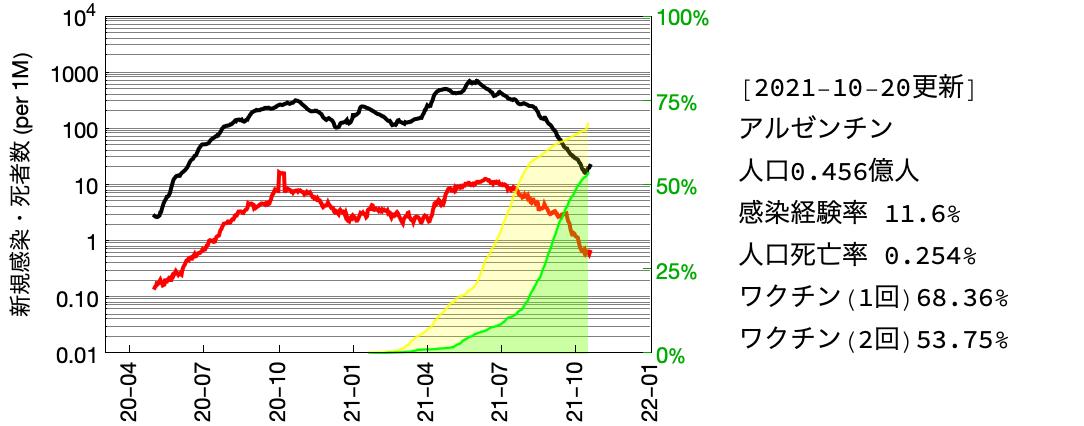 新規感染・死者数 (per 1M)
10^4
1000
100
10
1
0.10
0.01
100%
75%
50%
25%
0%
20-04
20-07
20-10
21-01
21-04
21-07
21-10
22-01
[2021-10-20更新]
アルゼンチン
人口0.456億人
感染経験率 11.6%
人口死亡率 0.254%
ワクチン(1回)68.36%
ワクチン(2回)53.75%